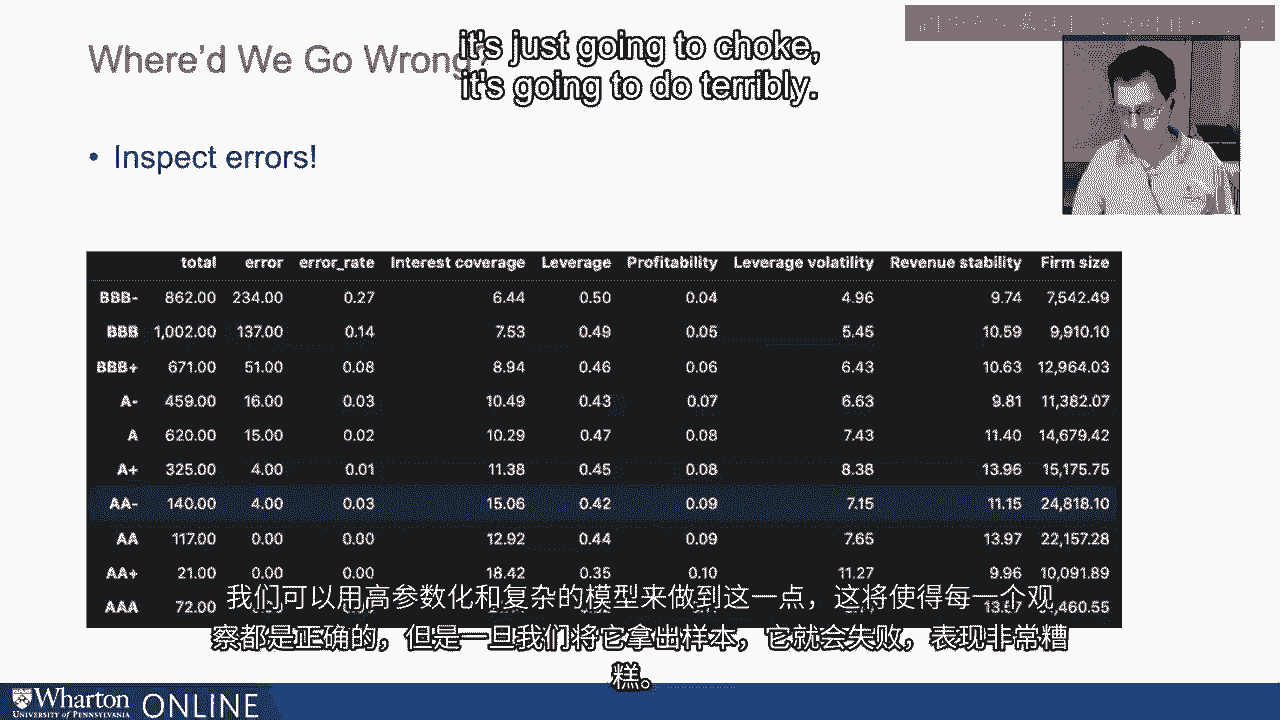 Where'd We Go Wrong?
it's just going to choke,
it's going to do terribly.
• Inspect errors!
total error error_rate Interest coverage Leverage Profitability Leverage volatility Revenue stability Firm size
BBB- 862.00 234.00 0.27 6.44 0.50 0.04 4.96 9.74 7,542.49
BBB 1,002.00 137.00 0.14 7.53 0.49 0.05 5.45 10.59 9,910.10
BBB+ 671.00 51.00 0.08 8.94 0.46 0.06 6.43 10.63 12,964.03
A- 459.00 16.00 0.03 10.49 0.43 0.07 6.63 9.81 11,382.07
A 620.00 15.00 0.02 10.29 0.47 0.08 7.43 11.40 14,679.42
A+ 325.00 4.00 0.01 11.38 0.45 0.08 8.38 13.96 15,175.75
AA- 140.00 4.00 0.03 15.06 0.42 0.09 7.15 11.15 24,818.10
AA 117.00 0.00 0.00 12.92 0.44 0.09 7.65 13.97 22,157.28
AA+ 21.00 0.00 0.00 18.42 0.35 0.10 11.27 9.96 10,091.89
AAA 72.00
我们可以用高参数化和复杂的模型来做到这一点，这将使得每一个观
察都是正确的，但是一旦我们将它拿出样本，它就会失败，表现非常糟
糕。
Wharton ONLINE
UNIVERSITY of PENNSYLVANIA